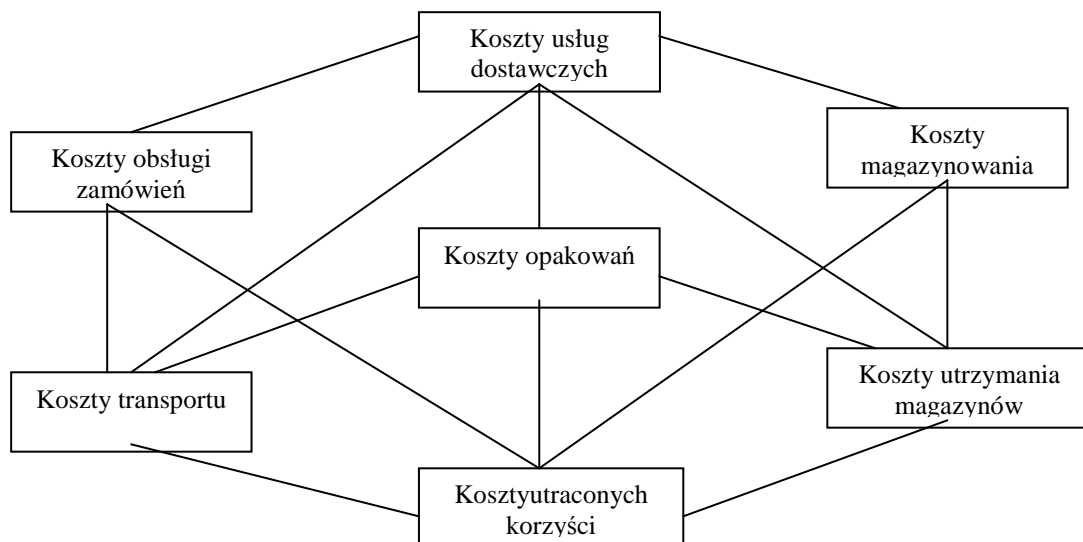 Koszty usług
dostawczych
Koszty obsługi
zamówień
Koszty
magazynowania
Koszty opakowań
Koszty transportu
Koszty utrzymania
magazynów
Kosztyutraconych
korzyści